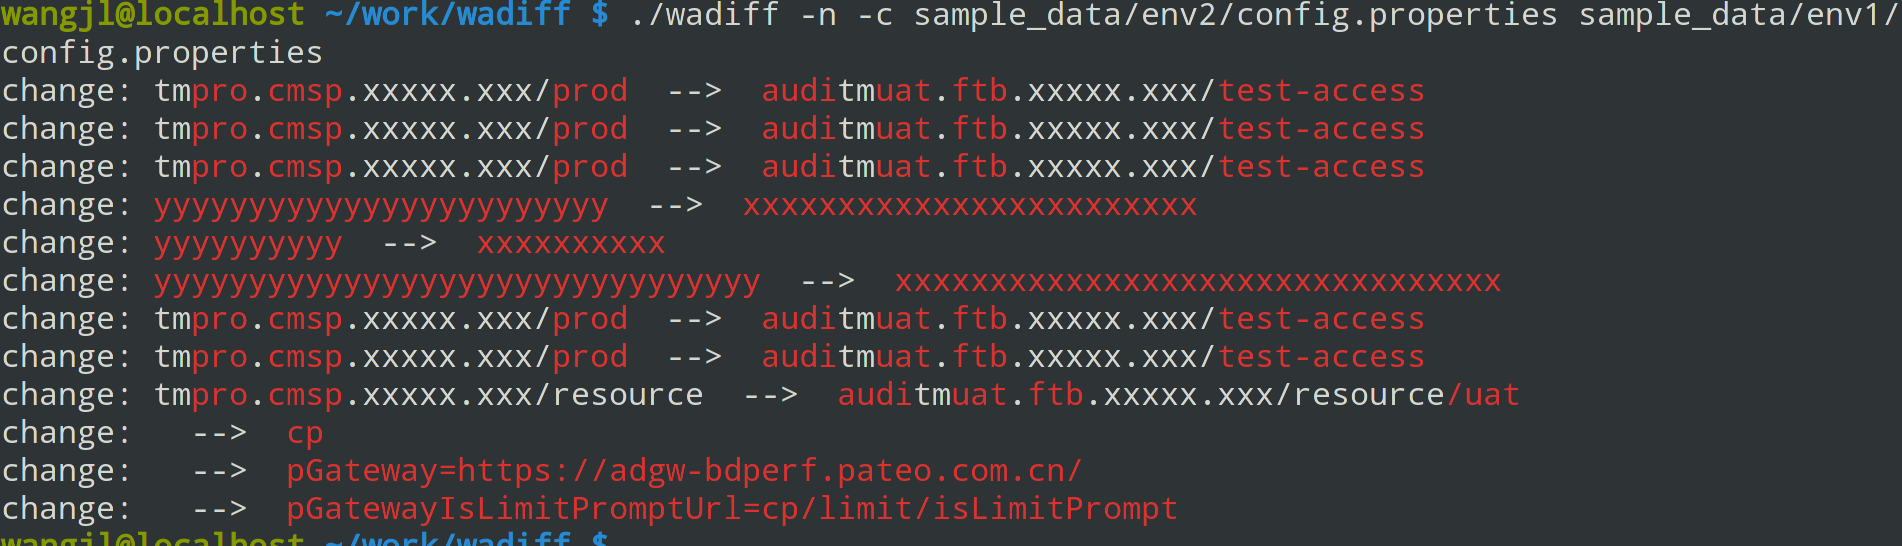 wangjl@localhost ~/work/wadiff $ ./wadiff -n -c sample_data/env2/config.properties sample_data/env1/
config.properties
change: tmpro.cmsp.xxxxx.xxx/prod  -->  auditmuat.ftb.xxxxx.xxx/test-access
change: tmpro.cmsp.xxxxx.xxx/prod  -->  auditmuat.ftb.xxxxx.xxx/test-access
change: tmpro.cmsp.xxxxx.xxx/prod  -->  auditmuat.ftb.xxxxx.xxx/test-access
change: yyyyyyyyyyyyyyyyyyyyyyyy  -->  xxxxxxxxxxxxxxxxxxxxxxxx
change: yyyyyyyyyy  -->  xxxxxxxxxx
change: yyyyyyyyyyyyyyyyyyyyyyyyyyyyyyyy  -->  xxxxxxxxxxxxxxxxxxxxxxxxxxxxxxxx
change: tmpro.cmsp.xxxxx.xxx/prod  -->  auditmuat.ftb.xxxxx.xxx/test-access
change: tmpro.cmsp.xxxxx.xxx/prod  -->  auditmuat.ftb.xxxxx.xxx/test-access
change: tmpro.cmsp.xxxxx.xxx/resource  -->  auditmuat.ftb.xxxxx.xxx/resource/uat
change:   -->  cp
change:   -->  pGateway=https://adgw-bdperf.pateo.com.cn/
change:   -->  pGatewayIsLimitPromptUrl=cp/limit/isLimitPrompt
wangjl@localhost ~/work/wadiff $